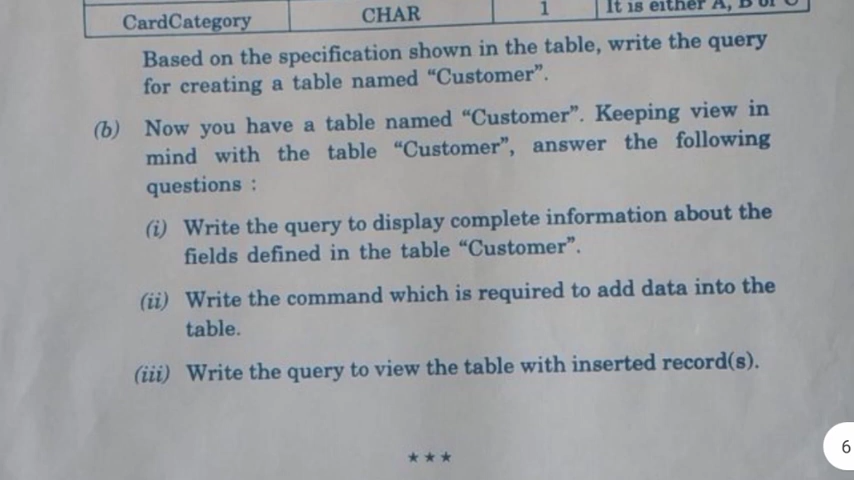 CardCategory CHAR 1 It is either A, B or C
Based on the specification shown in the table, write the query
for creating a table named “Customer”.
(b) Now you have a table named “Customer”. Keeping view in
mind with the table “Customer”, answer the following
questions :
(i) Write the query to display complete information about the
fields defined in the table “Customer”.
(ii) Write the command which is required to add data into the
table.
(iii) Write the query to view the table with inserted record(s).
★ ★ ★
6